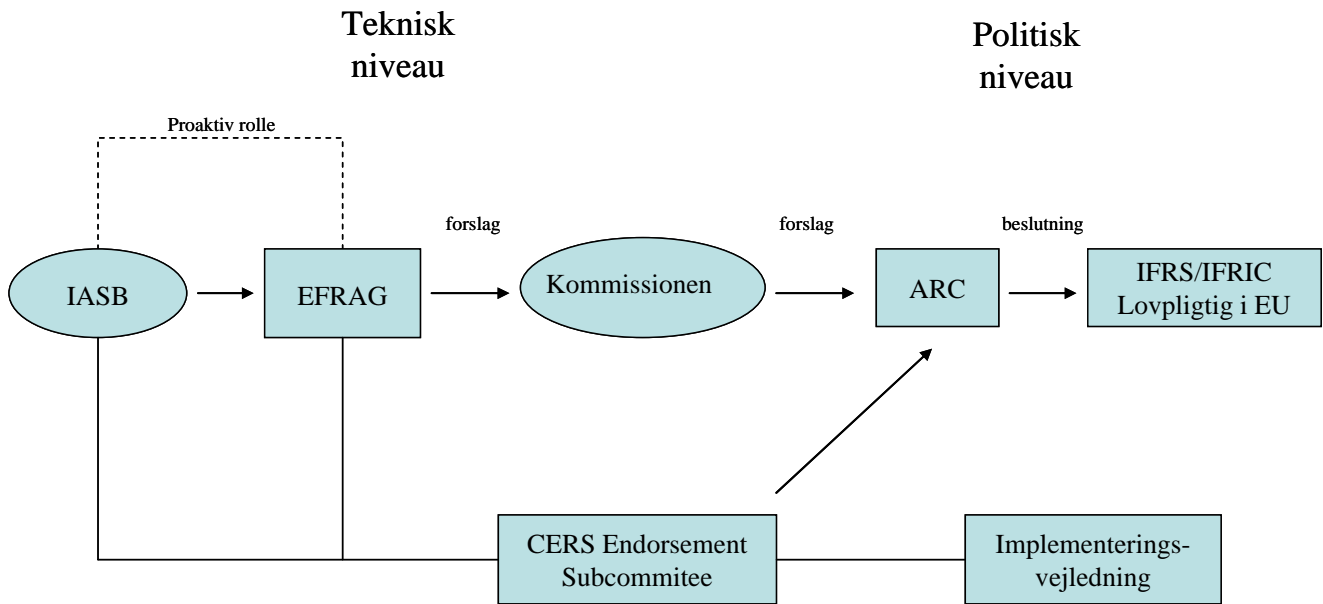 Teknisk
niveau
Politisk
niveau
Proaktiv rolle
forslag
forslag
beslutning
IASB
EFRAG
Kommissionen
ARC
IFRS/IFRIC
Lovpligtig i EU
CERS Endorsement
Subcommitee
Implementerings-
vejledning